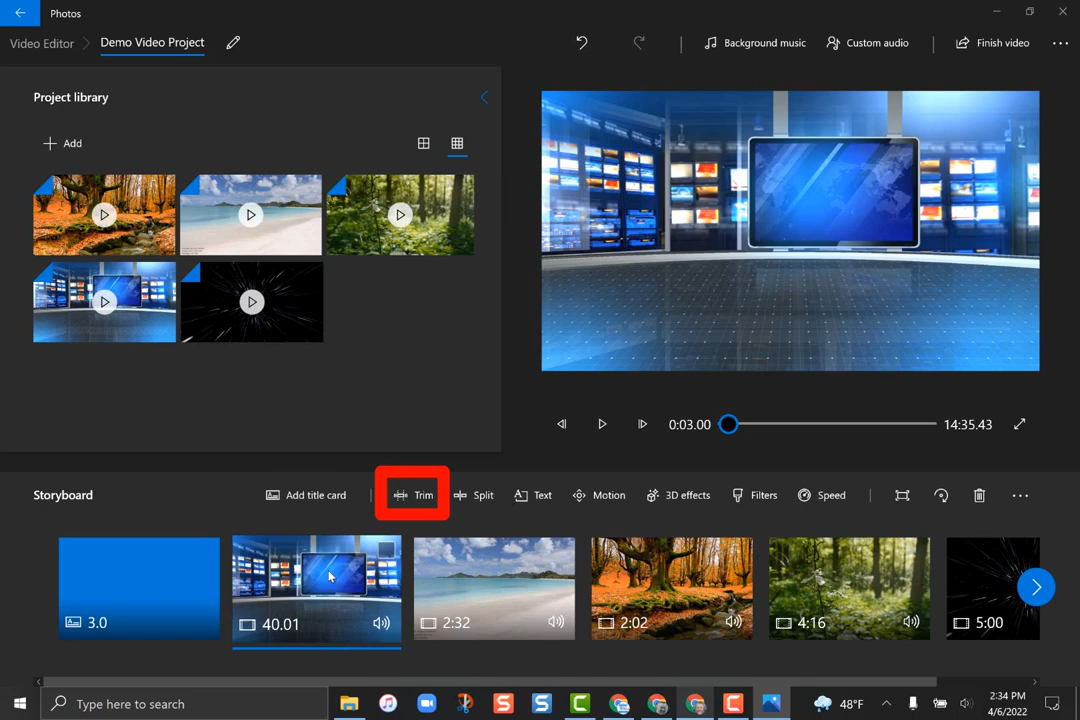 Photos
Video Editor
Demo Video Project
Background music
Custom audio
Finish video
Project library
Add
0:03.00
14:35.43
Storyboard
Add title card
Trim
Split
Text
Motion
3D effects
Filters
Speed
3.0
40.01
2:32
2:02
4:16
5:00
Type here to search
48°F
2:34 PM
4/6/2022